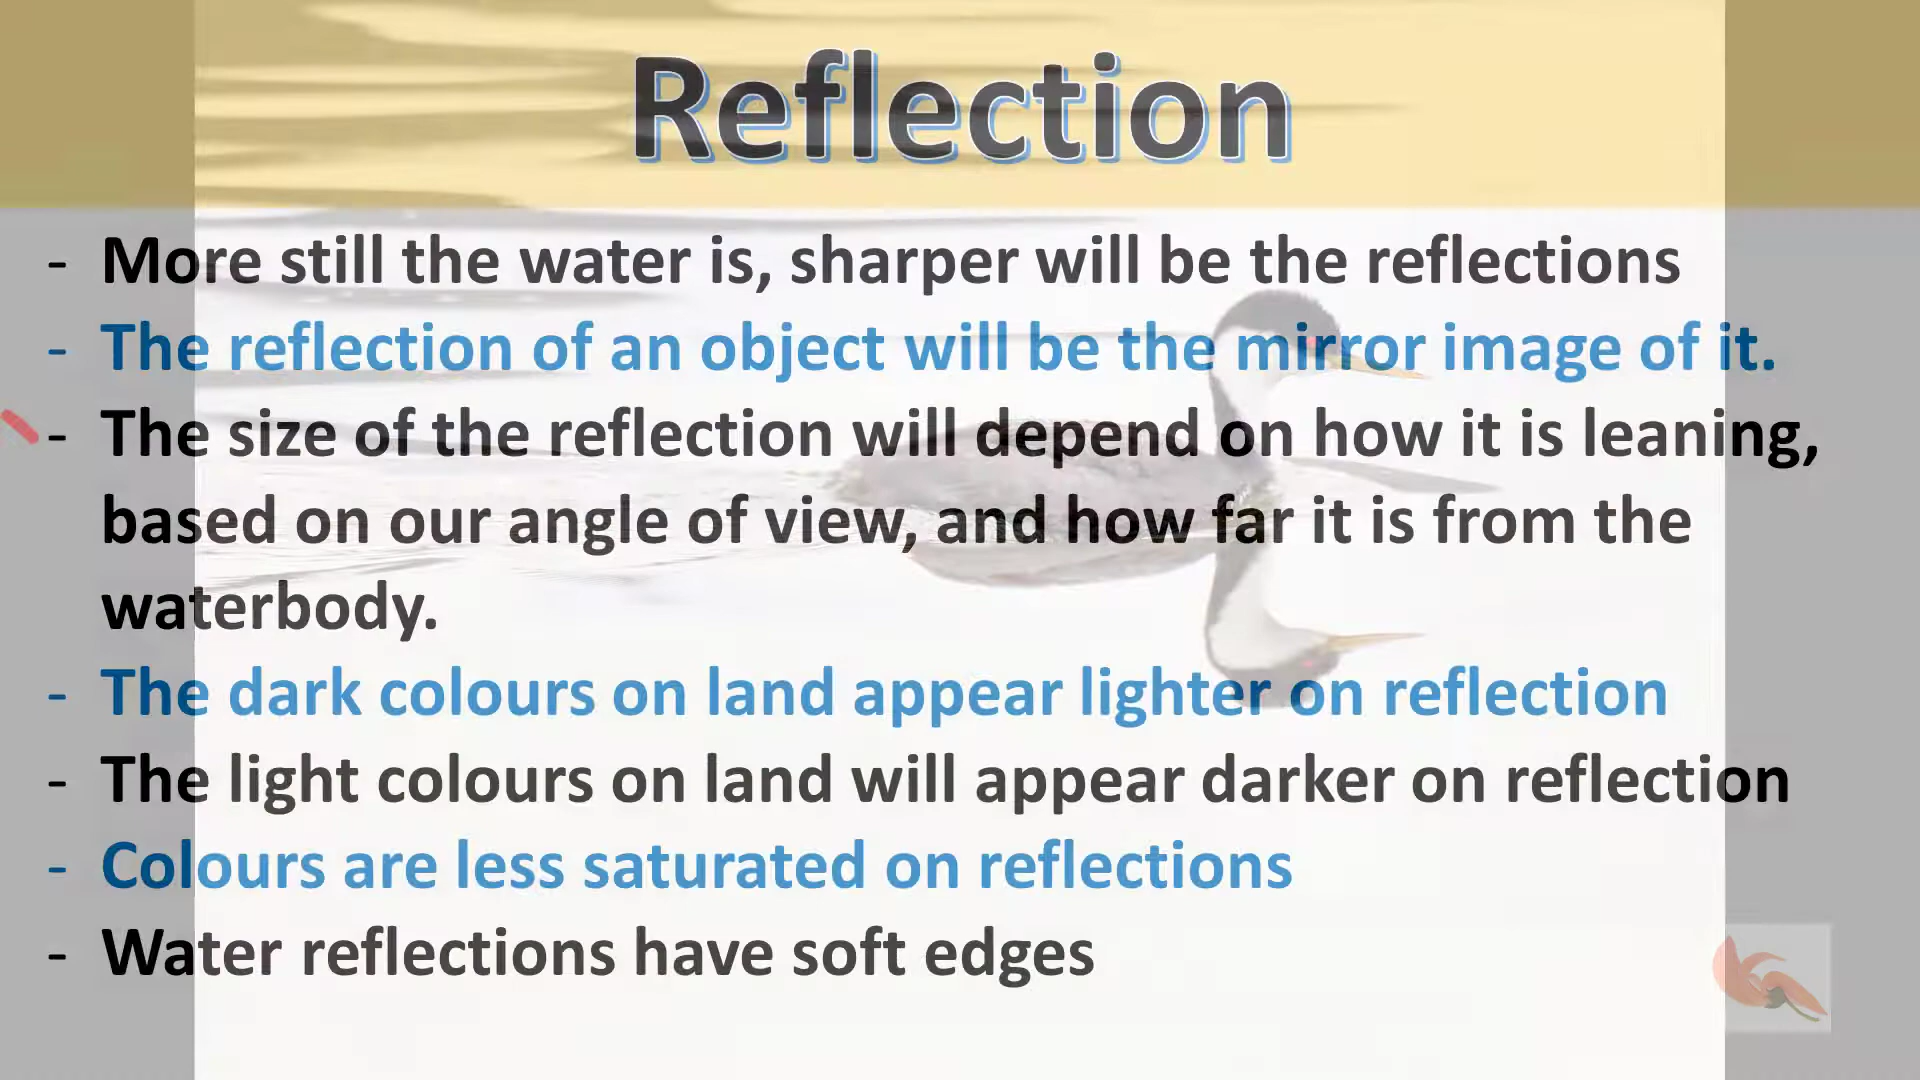 Reflection
- More still the water is, sharper will be the reflections
- The reflection of an object will be the mirror image of it.
- The size of the reflection will depend on how it is leaning,
based on our angle of view, and how far it is from the
waterbody.
- The dark colours on land appear lighter on reflection
- The light colours on land will appear darker on reflection
- Colours are less saturated on reflections
- Water reflections have soft edges